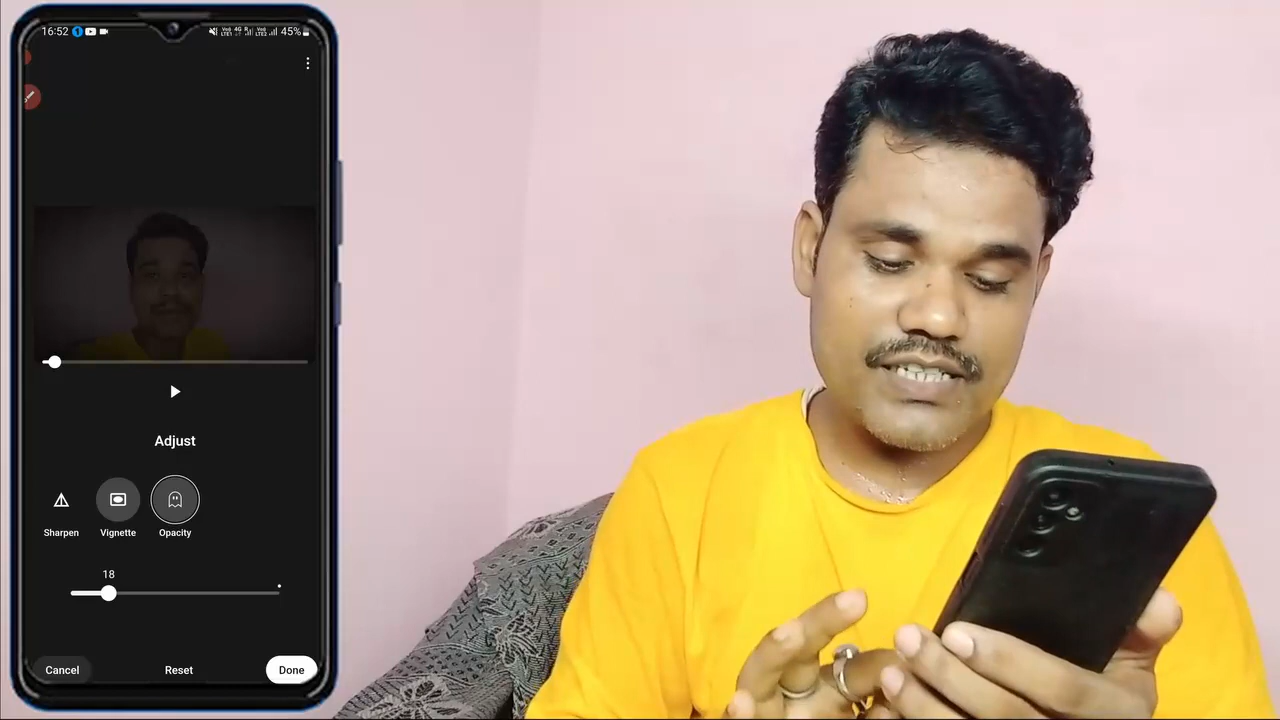 16:52
45%
Adjust
Sharpen
Vignette
Opacity
18
Cancel
Reset
Done